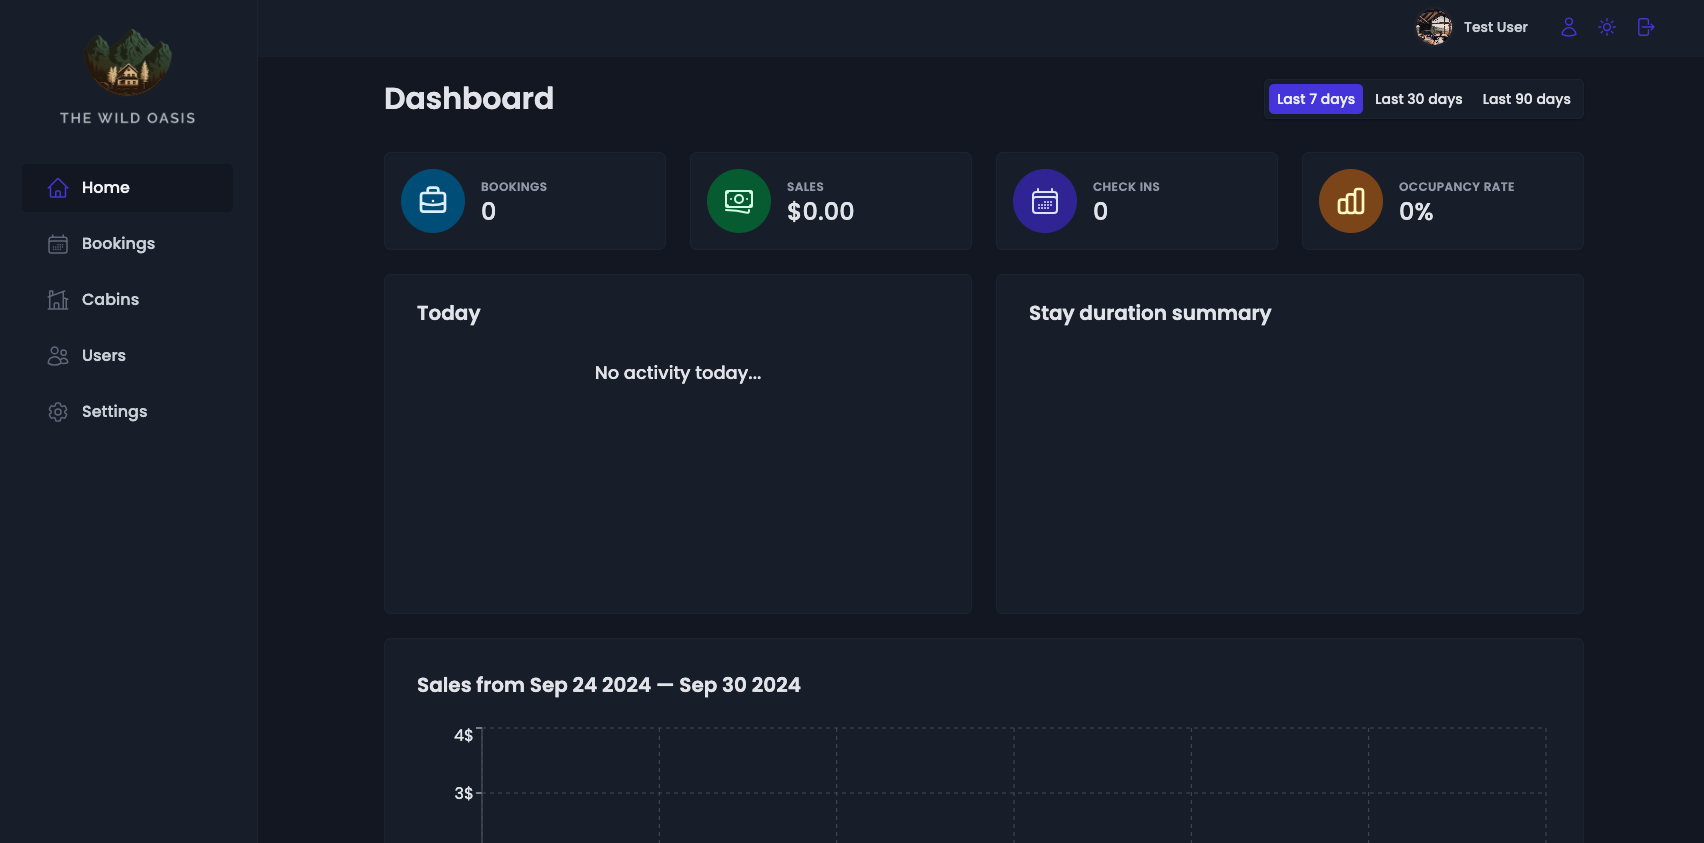 THE WILD OASIS
Home
Bookings
Cabins
Users
Settings
Test User
Dashboard
Last 7 days Last 30 days Last 90 days
BOOKINGS
0
SALES
$0.00
CHECK INS
0
OCCUPANCY RATE
0%
Today
No activity today...
Stay duration summary
Sales from Sep 24 2024 — Sep 30 2024
4$
3$